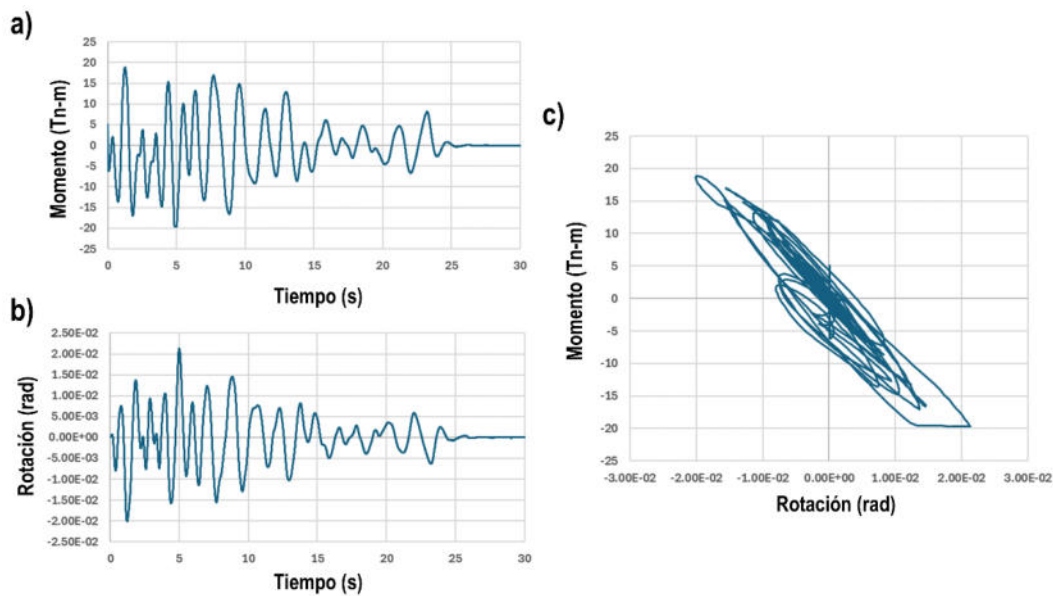 a)
Momento (Tn-m)
25
20
15
10
5
0
-5
-10
-15
-20
-25
0 5 10 15 20 25 30
Tiempo (s)
b)
Rotación (rad)
2.50E-02
2.00E-02
1.50E-02
1.00E-02
5.00E-03
0.00E+00
-5.00E-03
-1.00E-02
-1.50E-02
-2.00E-02
-2.50E-02
0 5 10 15 20 25 30
Tiempo (s)
c)
Momento (Tn-m)
25
20
15
10
5
0
-5
-10
-15
-20
-25
-3.00E-02 -2.00E-02 -1.00E-02 0.00E+00 1.00E-02 2.00E-02 3.00E-02
Rotación (rad)